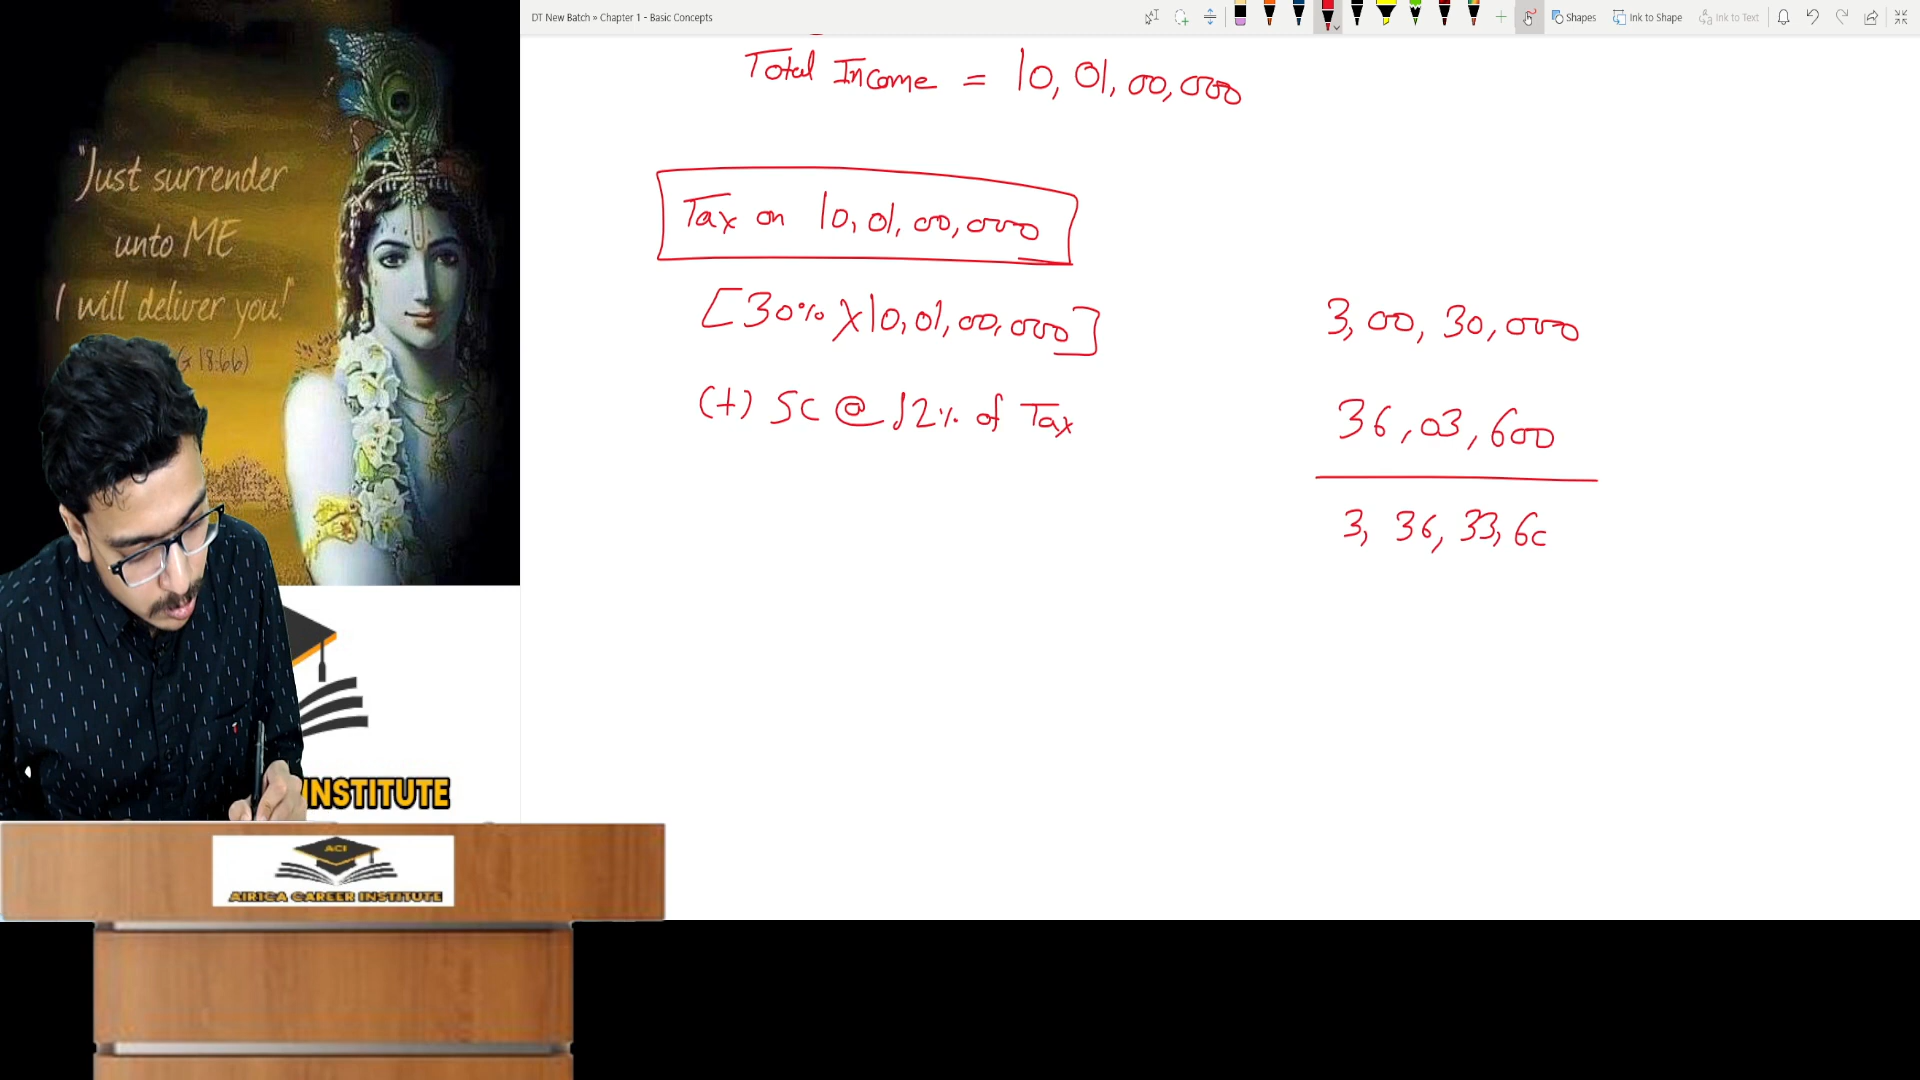 DT New Batch » Chapter 1 - Basic Concepts
Shapes
Ink to Shape
Ink to Text
Total Income = 10,01,00,000
Tax on 10,01,00,000
[30% X 10,01,00,000] 3,00,30,000
(+) SC @ 12% of Tax 36,03,600
3,36,33,6
"Just surrender
unto ME
I will deliver you!"
G 18:66)
INSTITUTE
ACI
AIRICA CAREER INSTITUTE